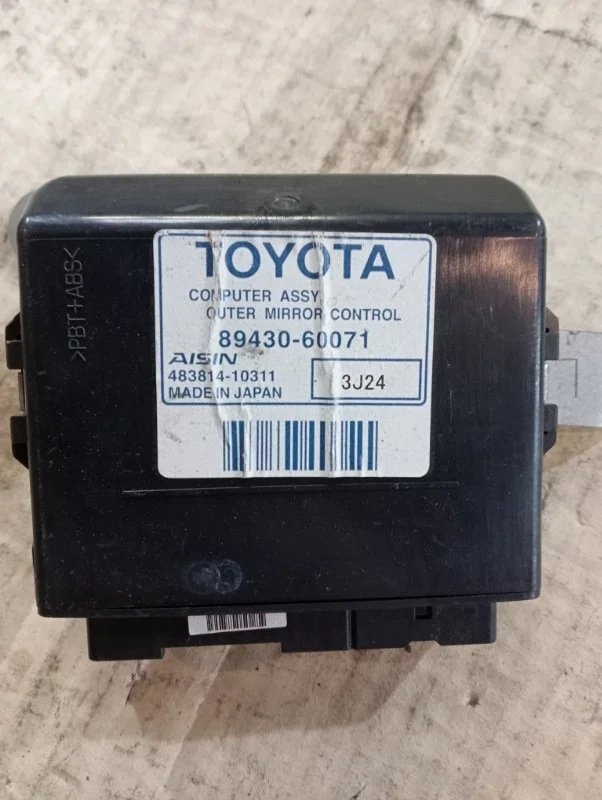 TOYOTA
COMPUTER ASSY,
OUTER MIRROR CONTROL
89430-60071
AISIN
483814-10311
MADE IN JAPAN
3J24
>PBT+ABS<